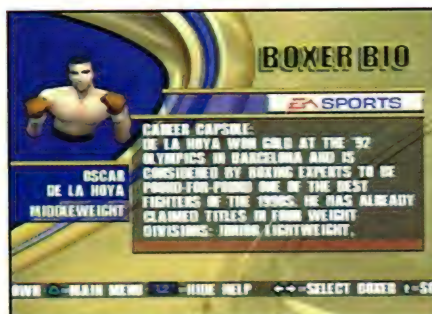 BOXER BIO
EA SPORTS
CAREER CAPSULE:
DE LA HOYA WON GOLD AT THE '92
OLYMPICS IN BARCELONA AND IS
CONSIDERED BY BOXING EXPERTS TO BE
POUND-FOR-POUND ONE OF THE BEST
FIGHTERS OF THE 1990S. HE HAS ALREADY
CLAIMED TITLES IN FOUR WEIGHT
DIVISIONS: JUNIOR LIGHTWEIGHT,
OSCAR
DE LA HOYA
MIDDLEWEIGHT
=MAIN MENU =HIDE HELP =SELECT BOXER